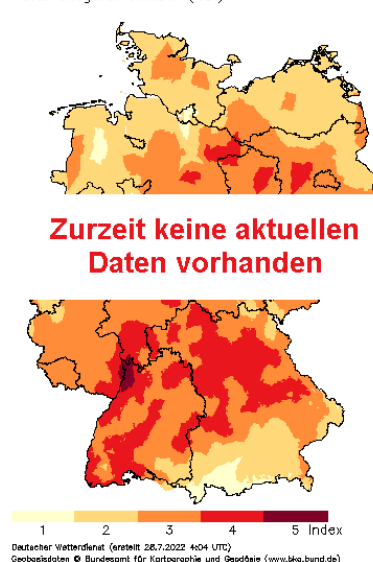 Zurzeit keine aktuellen
Daten vorhanden
1 2 3 4 5 Index
Deutscher Wetterdienst (erstellt 28.7.2022 4:04 UTC)
Geobasisdaten © Bundesamt für Kartographie und Geodäsie (www.bkg.bund.de)